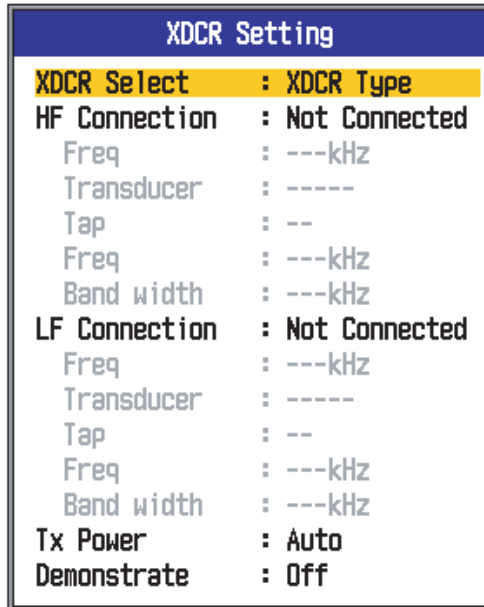 XDCR Setting
XDCR Select : XDCR Type
HF Connection : Not Connected
Freq : ---kHz
Transducer : -----
Tap : --
Freq : ---kHz
Band width : ---kHz
LF Connection : Not Connected
Freq : ---kHz
Transducer : -----
Tap : --
Freq : ---kHz
Band width : ---kHz
Tx Power : Auto
Demonstrate : Off